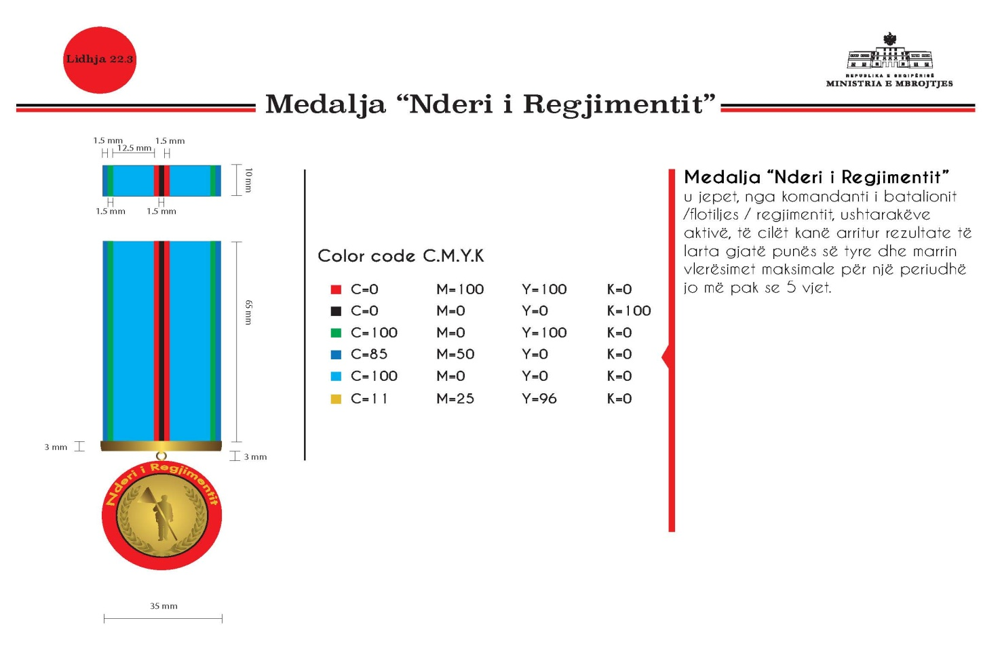 Lidhja 22.3
REPUBLIKA E SHQIPËRISË
MINISTRIA E MBROJTJES
Medalja “Nderi i Regjimentit”
1.5 mm
1.5 mm
12.5 mm
10 mm
1.5 mm
1.5 mm
65 mm
3 mm
3 mm
Nderi i Regjimentit
35 mm
Color code C.M.Y.K
C=0 M=100 Y=100 K=0
C=0 M=0 Y=0 K=100
C=100 M=0 Y=100 K=0
C=85 M=50 Y=0 K=0
C=100 M=0 Y=0 K=0
C=11 M=25 Y=96 K=0
Medalja “Nderi i Regjimentit”
u jepet, nga komandanti i batalionit
/flotiljes / regjimentit, ushtarakëve
aktivë, të cilët kanë arritur rezultate të
larta gjatë punës së tyre dhe marrin
vlerësimet maksimale për një periudhë
jo më pak se 5 vjet.